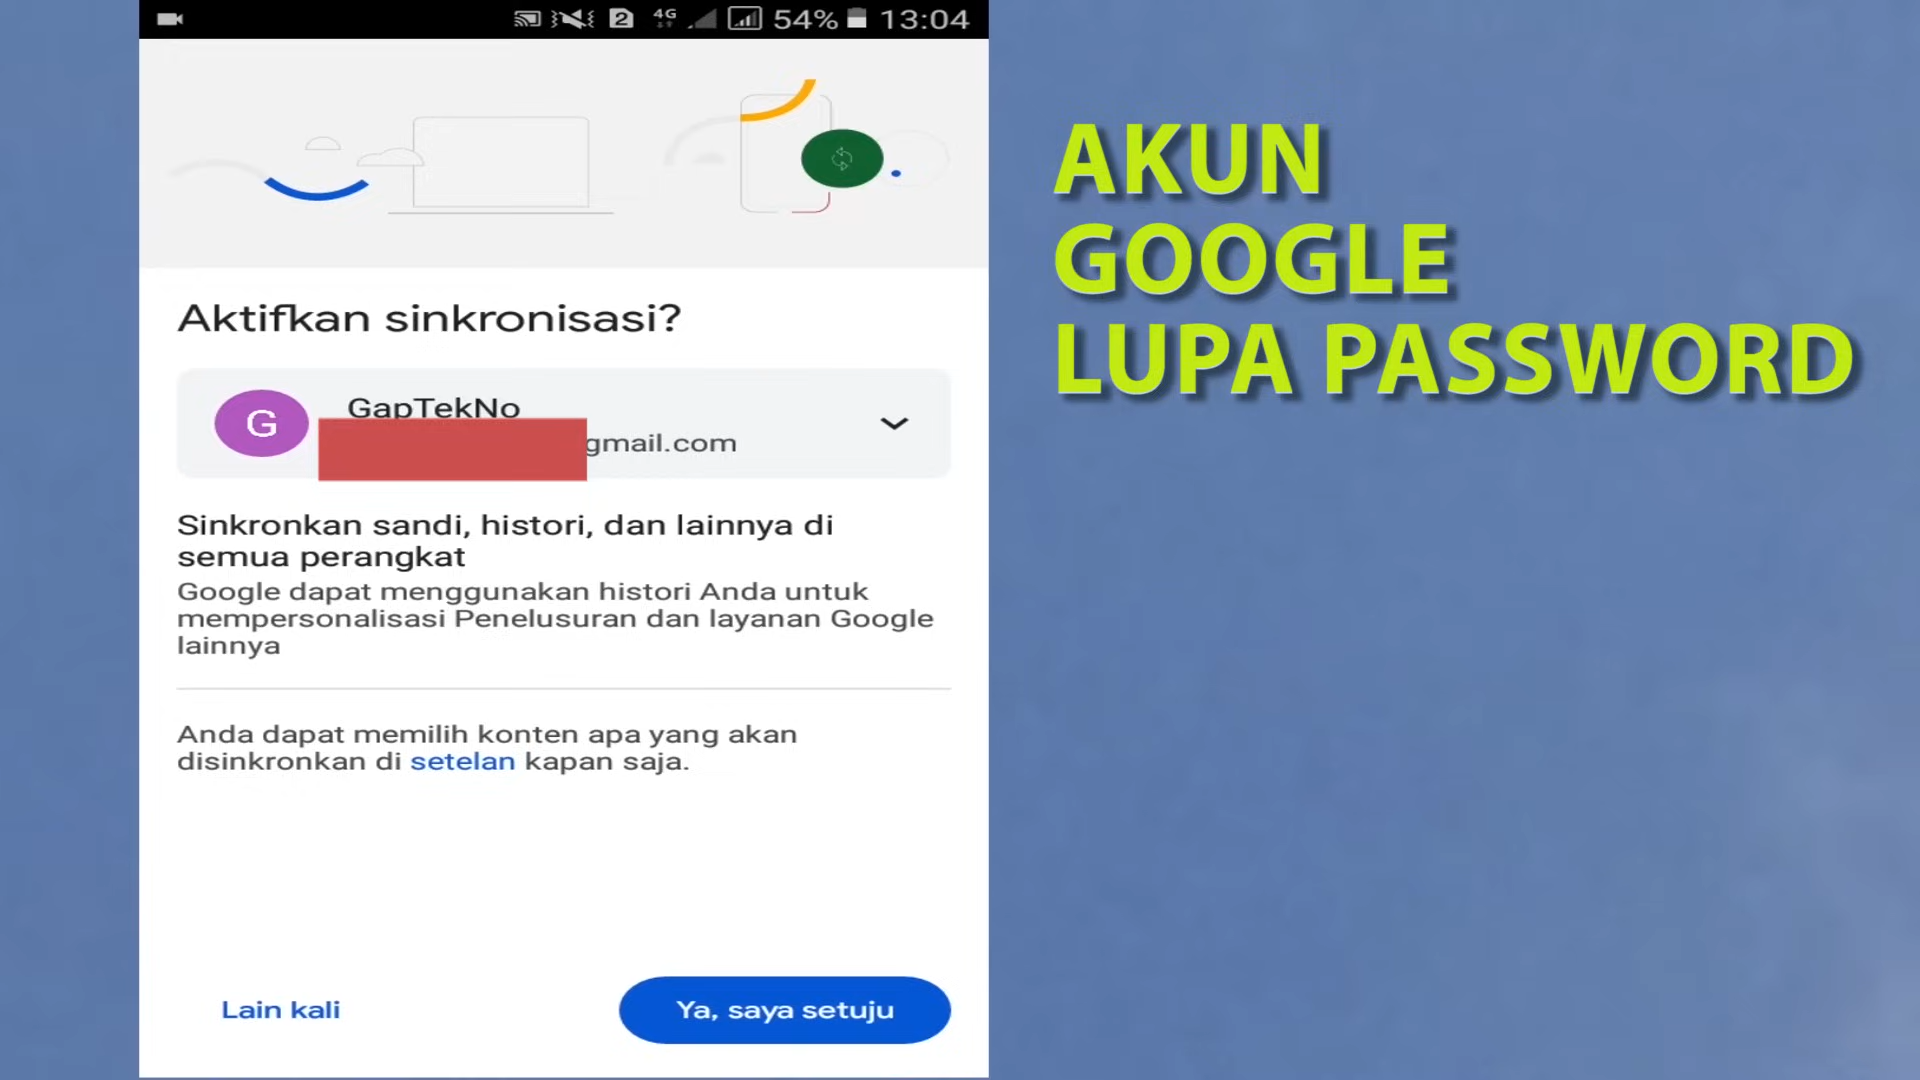 2 4G 54% 13:04
Aktifkan sinkronisasi?
G
GapTekNo
gmail.com
Sinkronkan sandi, histori, dan lainnya di
semua perangkat
Google dapat menggunakan histori Anda untuk
mempersonalisasi Penelusuran dan layanan Google
lainnya
Anda dapat memilih konten apa yang akan
disinkronkan di setelan kapan saja.
Lain kali
Ya, saya setuju
AKUN
GOOGLE
LUPA PASSWORD